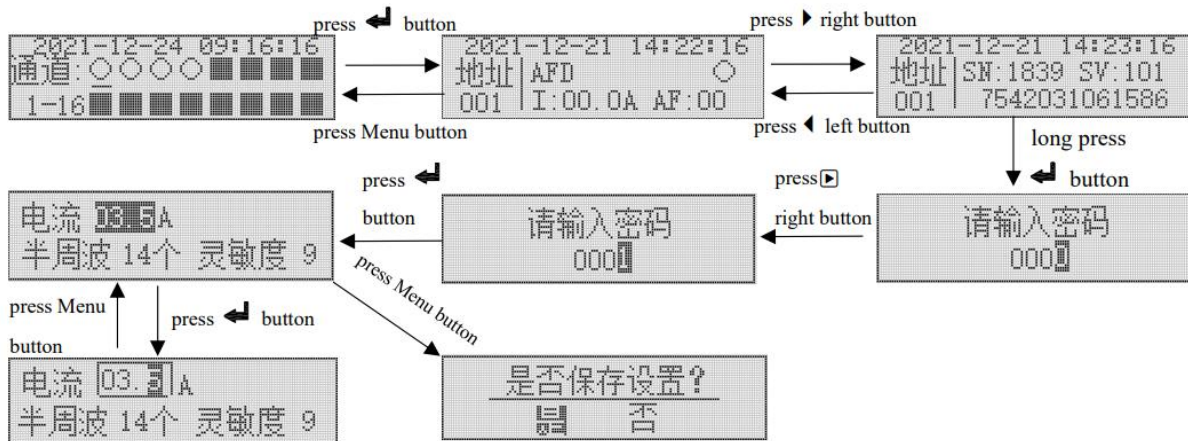 press button
press right button
2021-12-24 09:16:16
通道:
1-16
press Menu button
2021-12-21 14:22:16
地址 AFD
001 I:00.0A AF:00
press left button
2021-12-21 14:23:16
地址 SN:1839 SV:101
001 7542031061586
long press
button
请输入密码
press
right button
请输入密码
0001
press
button
电流 03.5A
半周波 14个 灵敏度 9
press Menu button
press Menu
button
press button
电流 03. A
半周波 14个 灵敏度 9
是否保存设置?
是 否